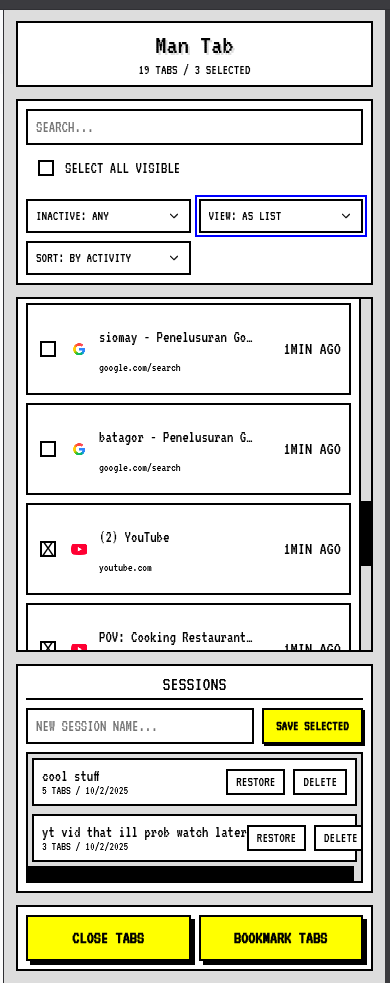 Man Tab
19 TABS / 3 SELECTED
SEARCH...
SELECT ALL VISIBLE
INACTIVE: ANY
VIEW: AS LIST
SORT: BY ACTIVITY
siomay - Penelusuran Go…
1MIN AGO
google.com/search
batagor - Penelusuran G…
1MIN AGO
google.com/search
(2) YouTube
1MIN AGO
youtube.com
POV: Cooking Restaurant…
1MIN AGO
SESSIONS
NEW SESSION NAME...
SAVE SELECTED
cool stuff
5 TABS / 10/2/2025
RESTORE
DELETE
yt vid that ill prob watch later
3 TABS / 10/2/2025
RESTORE
DELETE
CLOSE TABS
BOOKMARK TABS